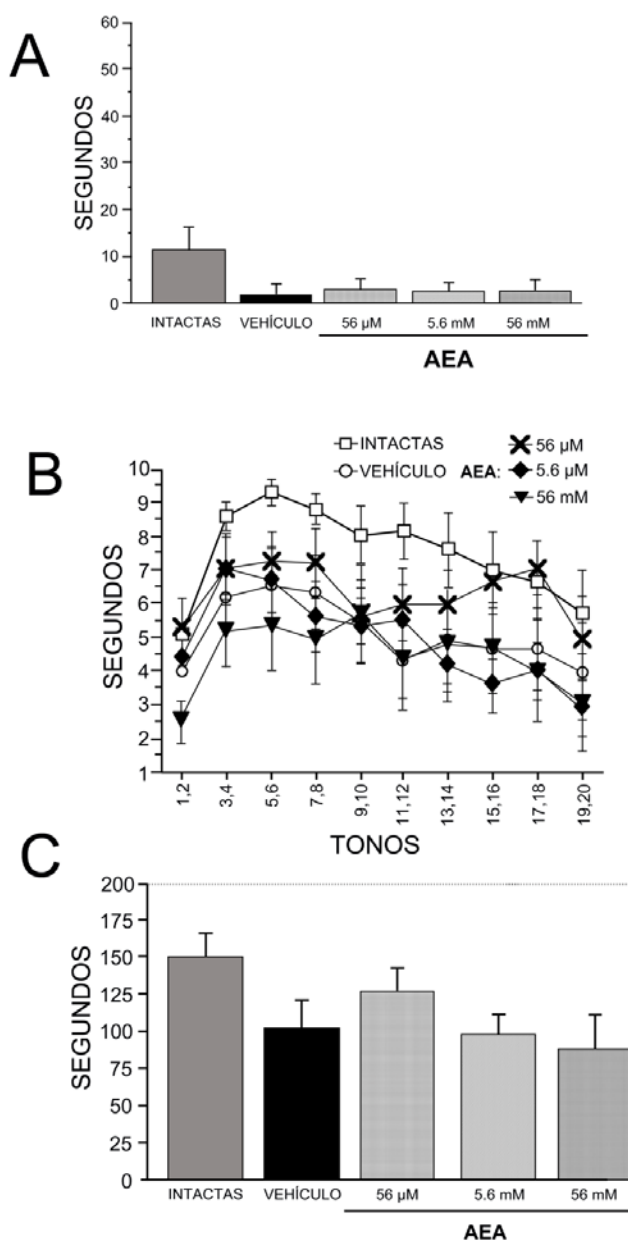 A
SEGUNDOS
60
50
40
30
20
10
0
INTACTAS VEHÍCULO 56 µM 5.6 mM 56 mM
AEA
B
INTACTAS 56 µM
VEHÍCULO AEA: 5.6 µM
56 mM
SEGUNDOS
10
9
8
7
6
5
4
3
2
1
1,2 3,4 5,6 7,8 9,10 11,12 13,14 15,16 17,18 19,20
TONOS
C
SEGUNDOS
200
175
150
125
100
75
50
25
0
INTACTAS VEHÍCULO 56 µM 5.6 mM 56 mM
AEA